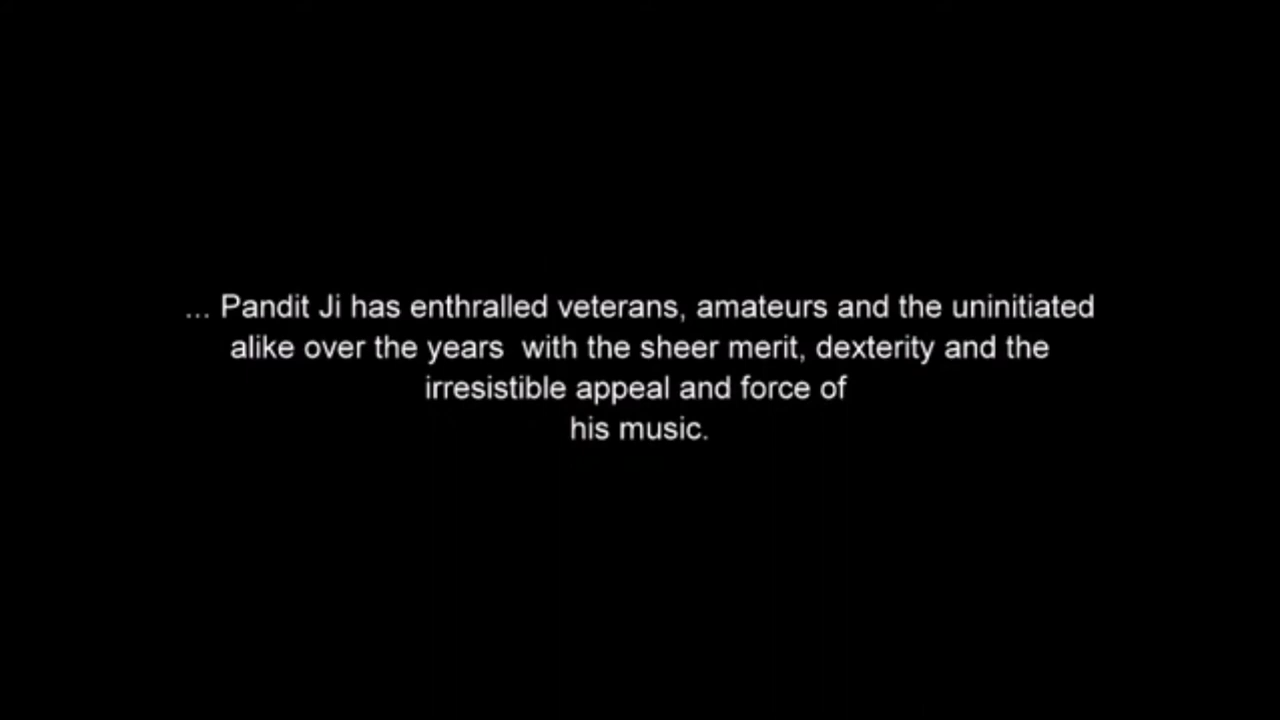 ... Pandit Ji has enthralled veterans, amateurs and the uninitiated
alike over the years  with the sheer merit, dexterity and the
irresistible appeal and force of
his music.